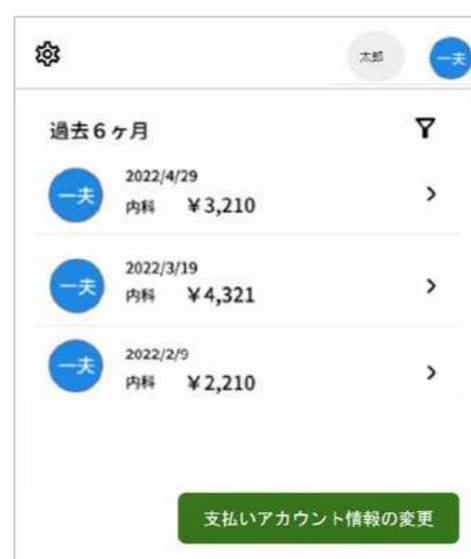 太郎
一夫
過去6ヶ月
一夫
2022/4/29
内科 ¥3,210
一夫
2022/3/19
内科 ¥4,321
一夫
2022/2/9
内科 ¥2,210
支払いアカウント情報の変更